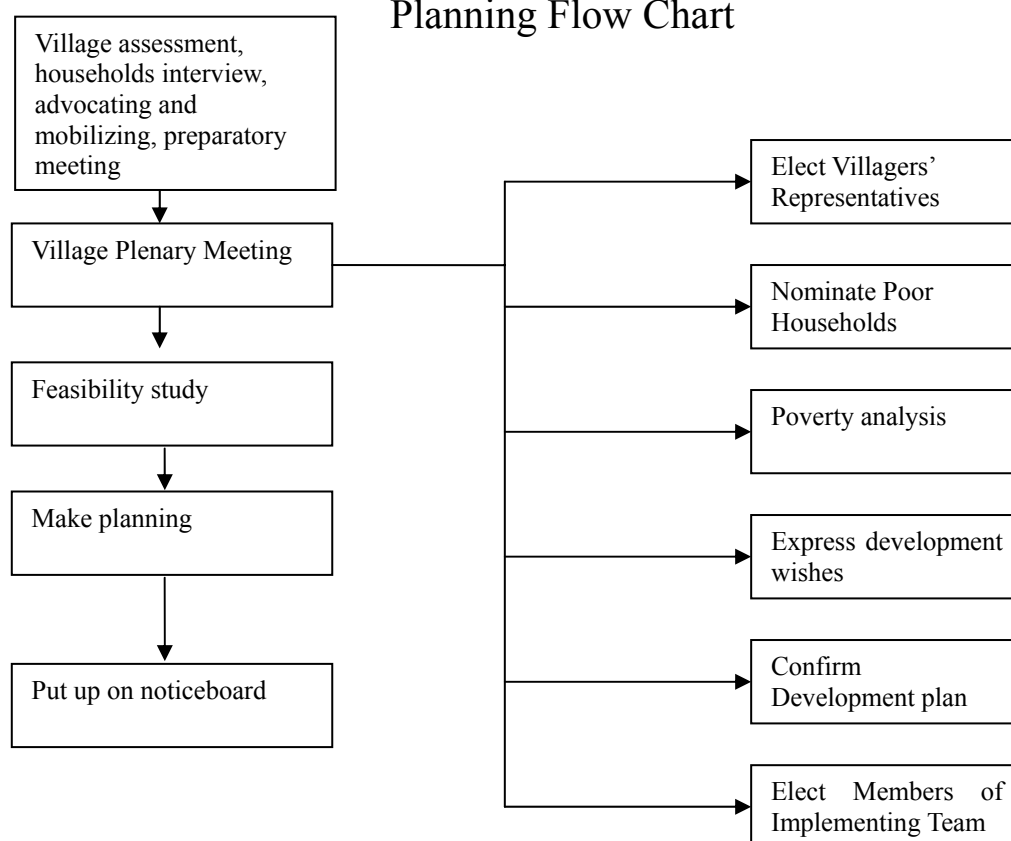 Planning Flow Chart
Village assessment,
households interview,
advocating and
mobilizing, preparatory
meeting
Village Plenary Meeting
Feasibility study
Make planning
Put up on noticeboard
Elect Villagers’
Representatives
Nominate Poor
Households
Poverty analysis
Express development
wishes
Confirm
Development plan
Elect Members of
Implementing Team